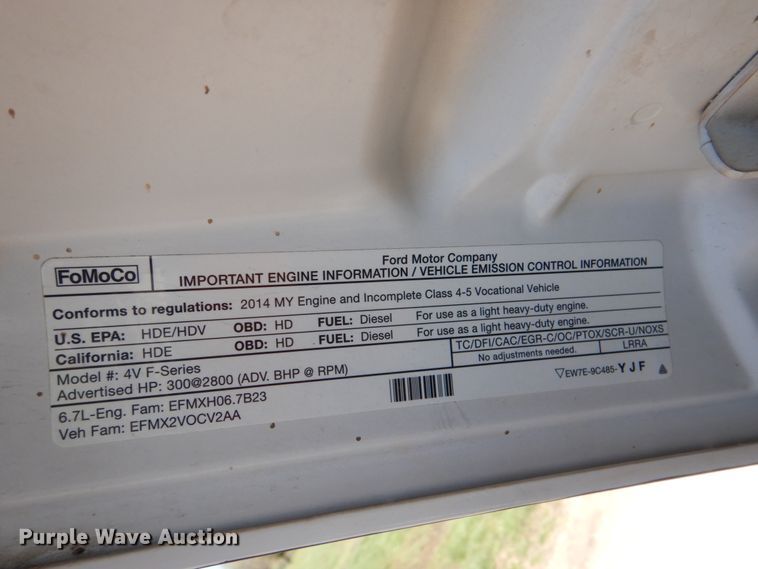 FoMoCo
Ford Motor Company
IMPORTANT ENGINE INFORMATION / VEHICLE EMISSION CONTROL INFORMATION
Conforms to regulations: 2014 MY Engine and Incomplete Class 4-5 Vocational Vehicle
U.S. EPA: HDE/HDV OBD: HD FUEL: Diesel For use as a light heavy-duty engine.
California: HDE OBD: HD FUEL: Diesel For use as a light heavy-duty engine.
Model #: 4V F-Series TC/DFI/CAC/EGR-C/OC/PTOX/SCR-U/NOXS
Advertised HP: 300@2800 (ADV. BHP @ RPM) No adjustments needed. LRRA
6.7L-Eng. Fam: EFMXH06.7B23 EW7E-9C485-YJF
Veh Fam: EFMX2VOCV2AA
Purple Wave Auction®